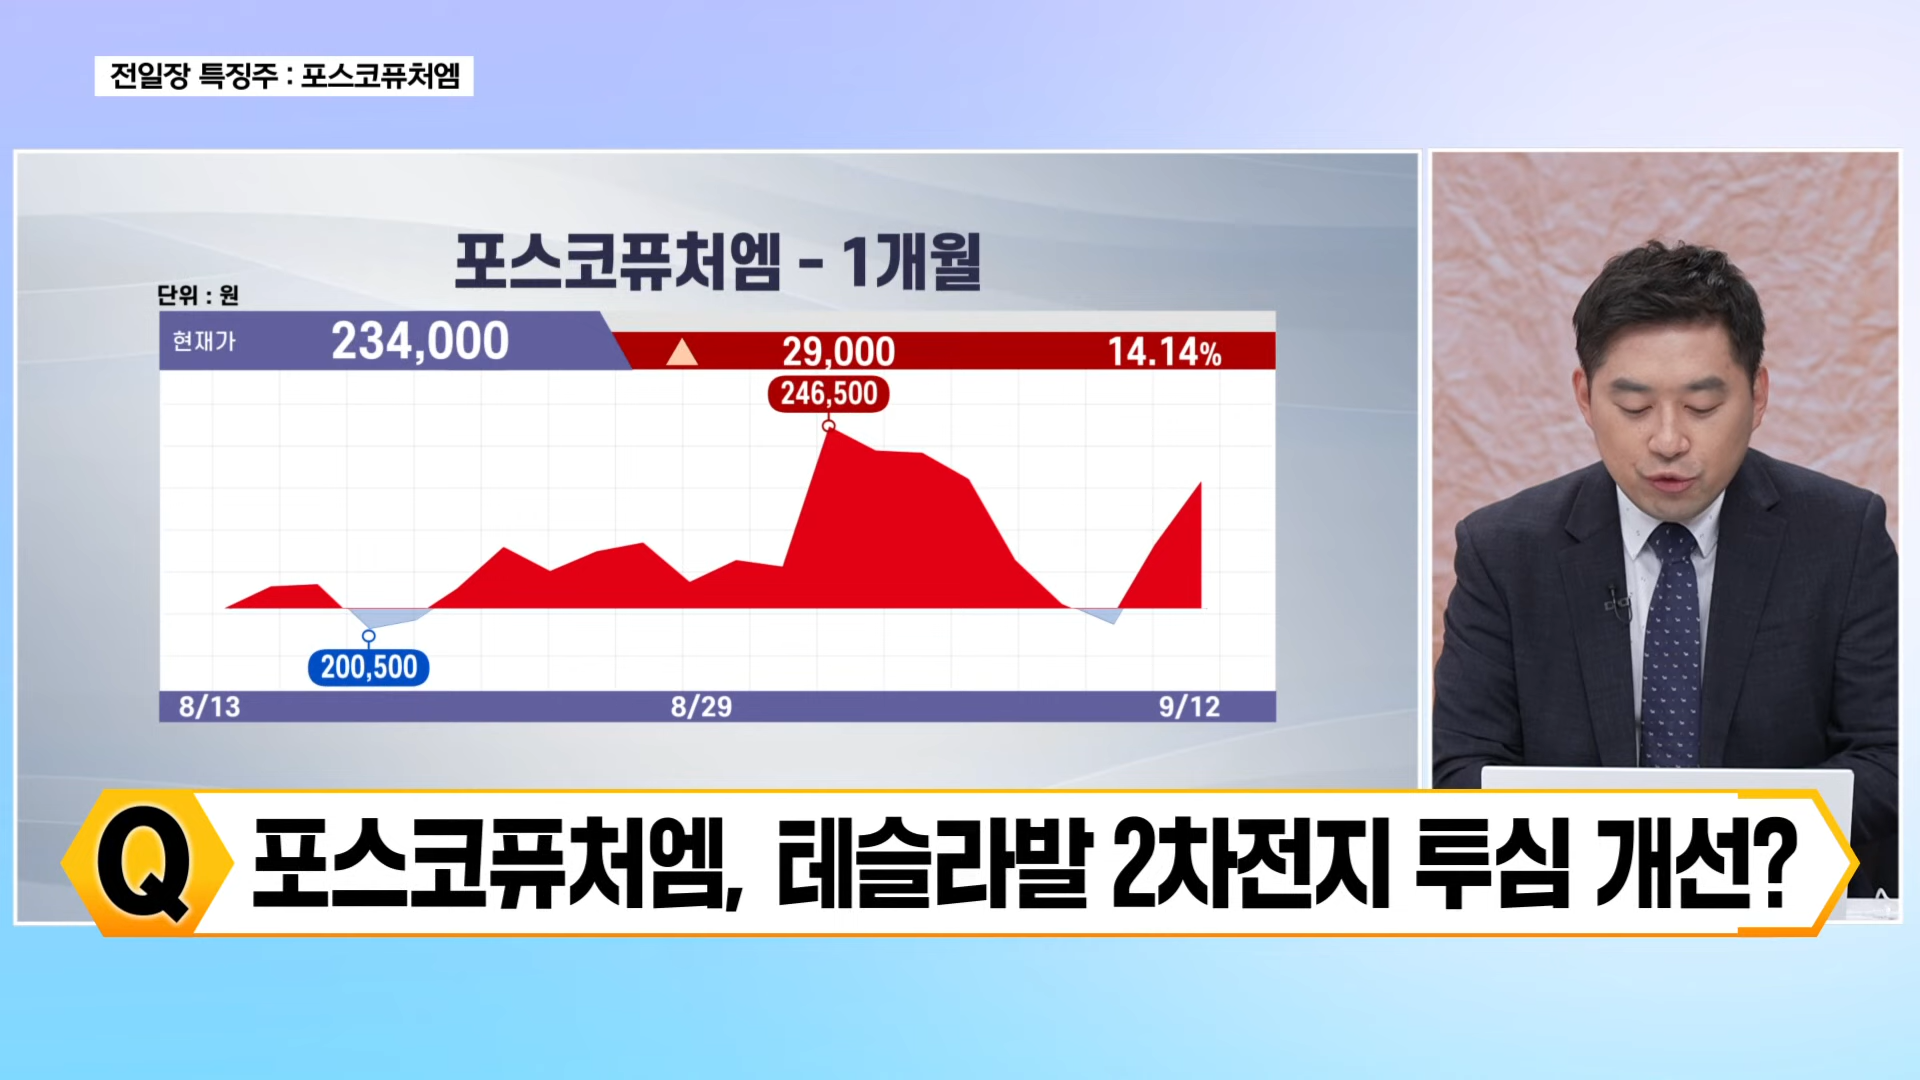 전일장 특징주 : 포스코퓨처엠
포스코퓨처엠 - 1개월
단위 : 원
현재가 234,000 ▲ 29,000 14.14%
246,500
200,500
8/13 8/29 9/12
Q 포스코퓨처엠, 테슬라발 2차전지 투심 개선?